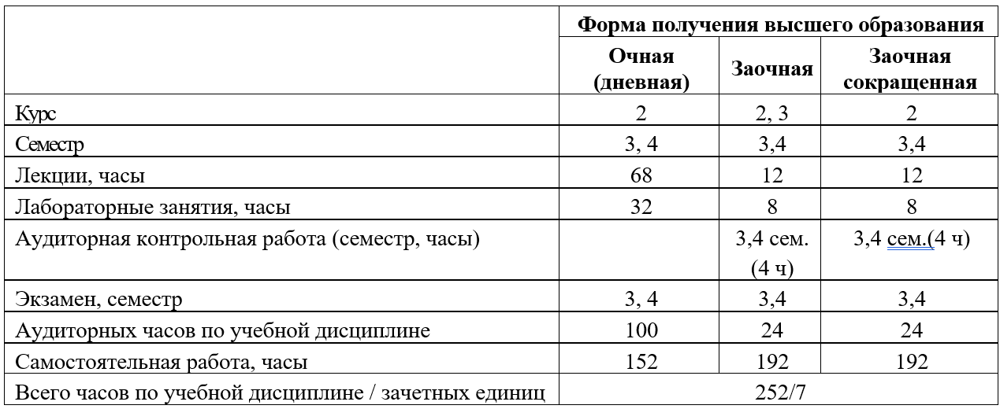 Форма получения высшего образования
Очная (дневная) Заочная Заочная сокращенная
Курс 2 2, 3 2
Семестр 3, 4 3,4 3,4
Лекции, часы 68 12 12
Лабораторные занятия, часы 32 8 8
Аудиторная контрольная работа (семестр, часы) 3,4 сем. (4 ч) 3,4 сем.(4 ч)
Экзамен, семестр 3, 4 3,4 3,4
Аудиторных часов по учебной дисциплине 100 24 24
Самостоятельная работа, часы 152 192 192
Всего часов по учебной дисциплине / зачетных единиц 252/7